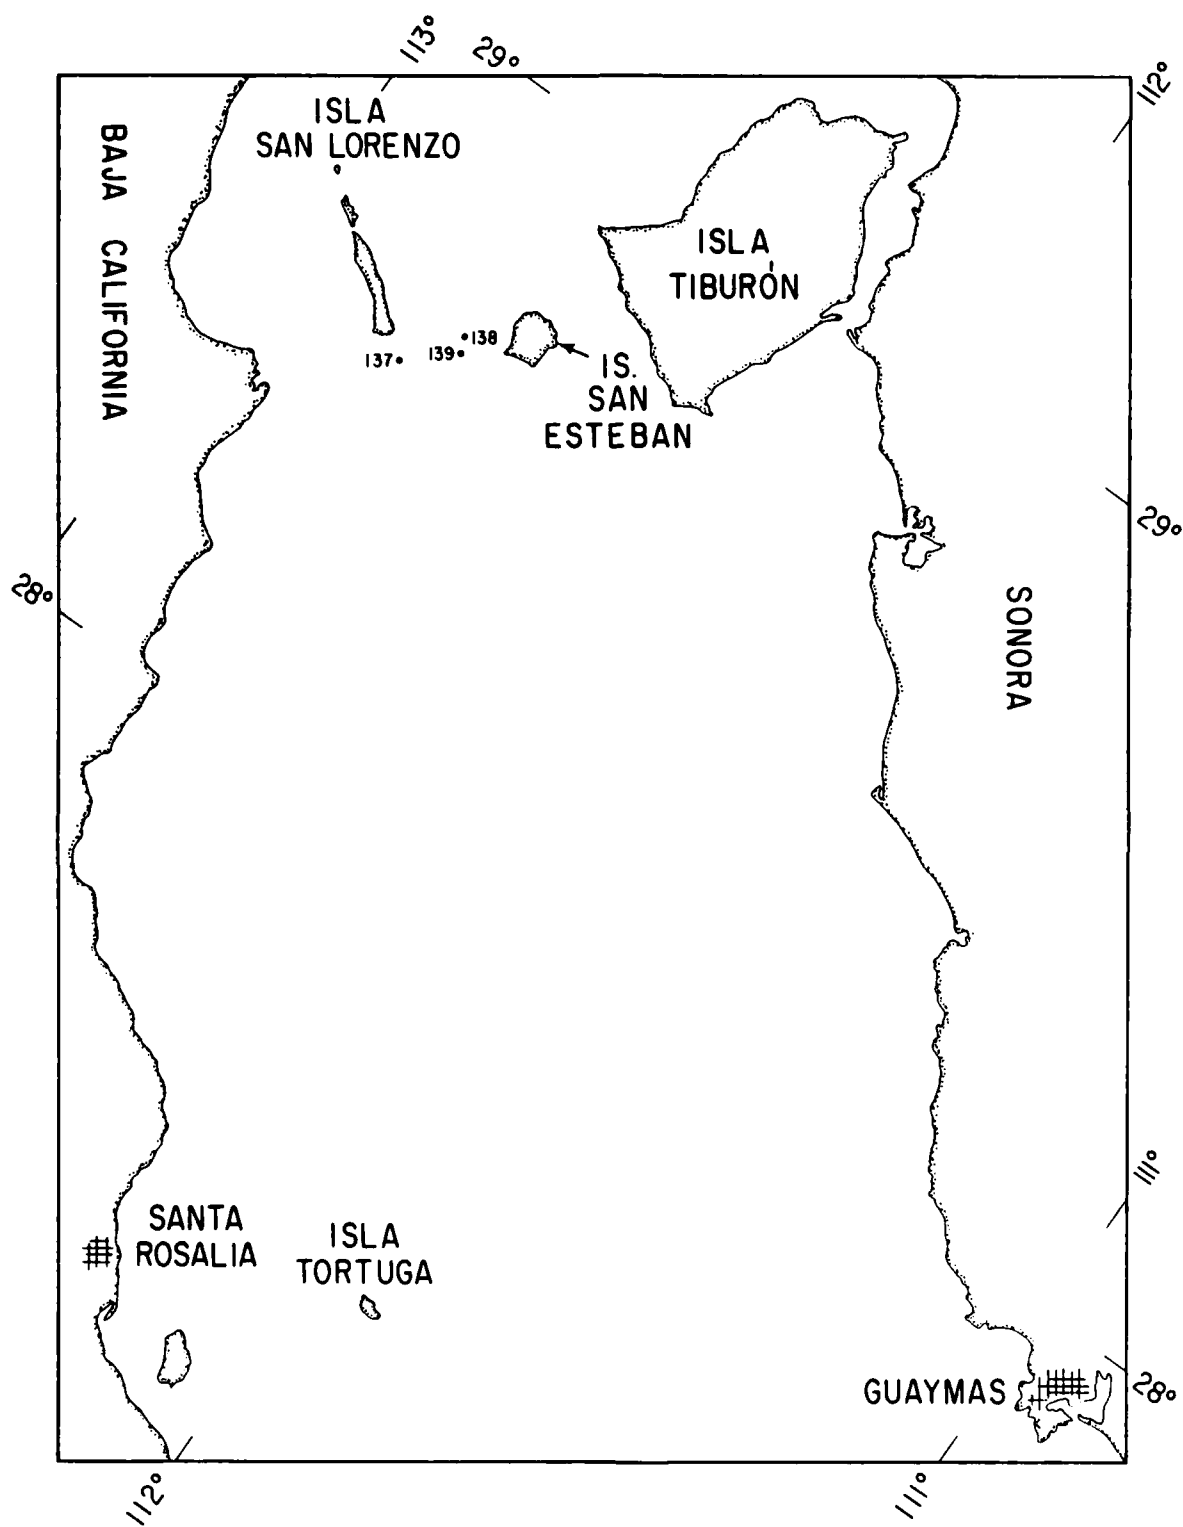 113°
29°
112°
ISLA
SAN LORENZO
BAJA CALIFORNIA
ISLA
TIBURÓN
138
137
139
IS.
SAN
ESTEBAN
29°
28°
SONORA
111°
SANTA
ROSALIA
ISLA
TORTUGA
GUAYMAS
28°
112°
111°